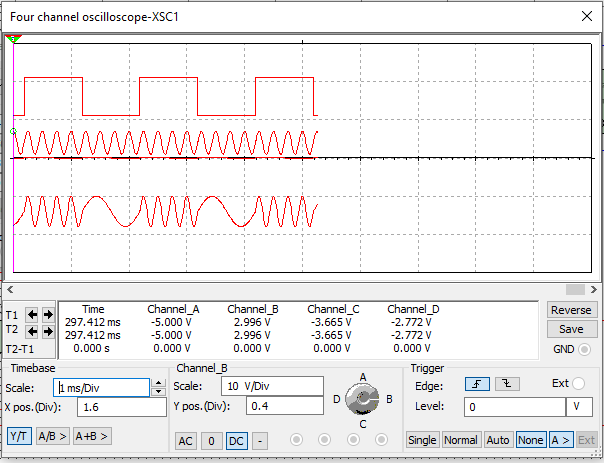 Four channel oscilloscope-XSC1
Time Channel_A Channel_B Channel_C Channel_D
T1 297.412 ms -5.000 V 2.996 V -3.665 V -2.772 V
T2 297.412 ms -5.000 V 2.996 V -3.665 V -2.772 V
T2-T1 0.000 s 0.000 V 0.000 V 0.000 V 0.000 V
Reverse
Save
GND
Timebase
Scale: 1 ms/Div
X pos.(Div): 1.6
Y/T A/B > A+B >
Channel_B
Scale: 10 V/Div
Y pos.(Div): 0.4
AC 0 DC -
A
D B
C
Trigger
Edge: Ext
Level: 0 V
Single Normal Auto None A > Ext